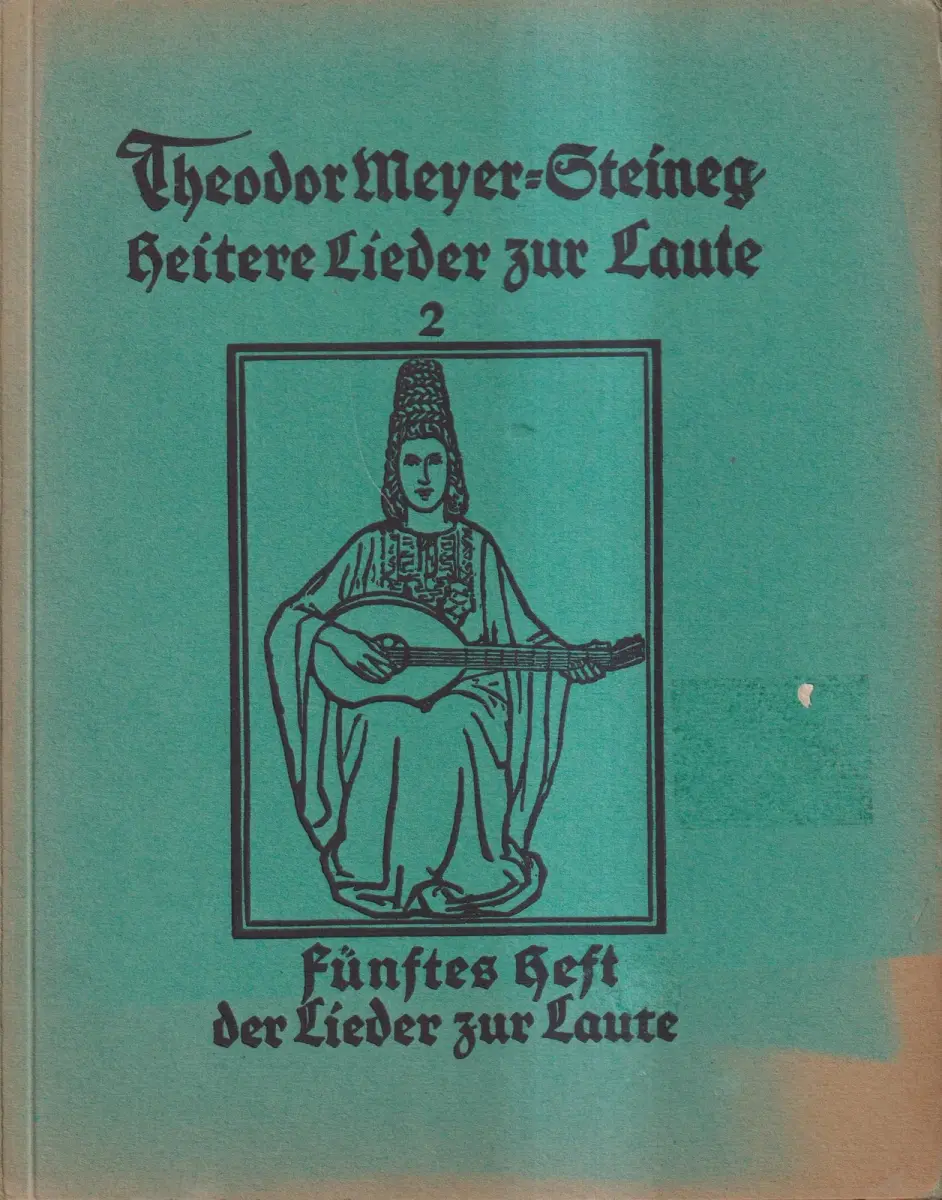 Theodor Meyer=Steineg
Heitere Lieder zur Laute
2
Fünftes Heft
der Lieder zur Laute